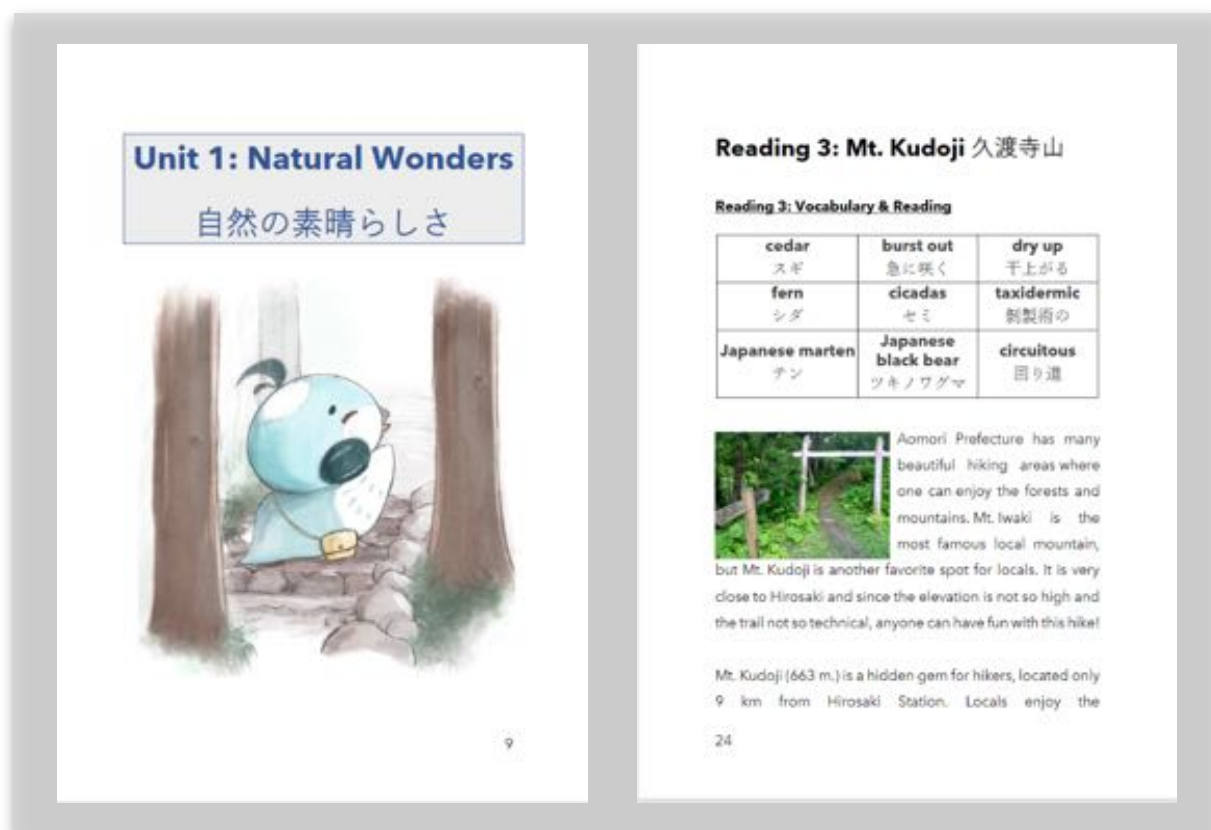 Unit 1: Natural Wonders
自然の素晴らしさ
9
Reading 3: Mt. Kudoji 久渡寺山
Reading 3: Vocabulary & Reading
cedar
スギ
burst out
急に咲く
dry up
干上がる
fern
シダ
cicadas
セミ
taxidermic
剝製術の
Japanese marten
テン
Japanese
black bear
ツキノワグマ
circuitous
回り道
Aomori Prefecture has many
beautiful hiking areas where
one can enjoy the forests and
mountains. Mt. Iwaki is the
most famous local mountain,
but Mt. Kudoji is another favorite spot for locals. It is very
close to Hirosaki and since the elevation is not so high and
the trail not so technical, anyone can have fun with this hike!
Mt. Kudoji (663 m.) is a hidden gem for hikers, located only
9 km from Hirosaki Station. Locals enjoy the
24